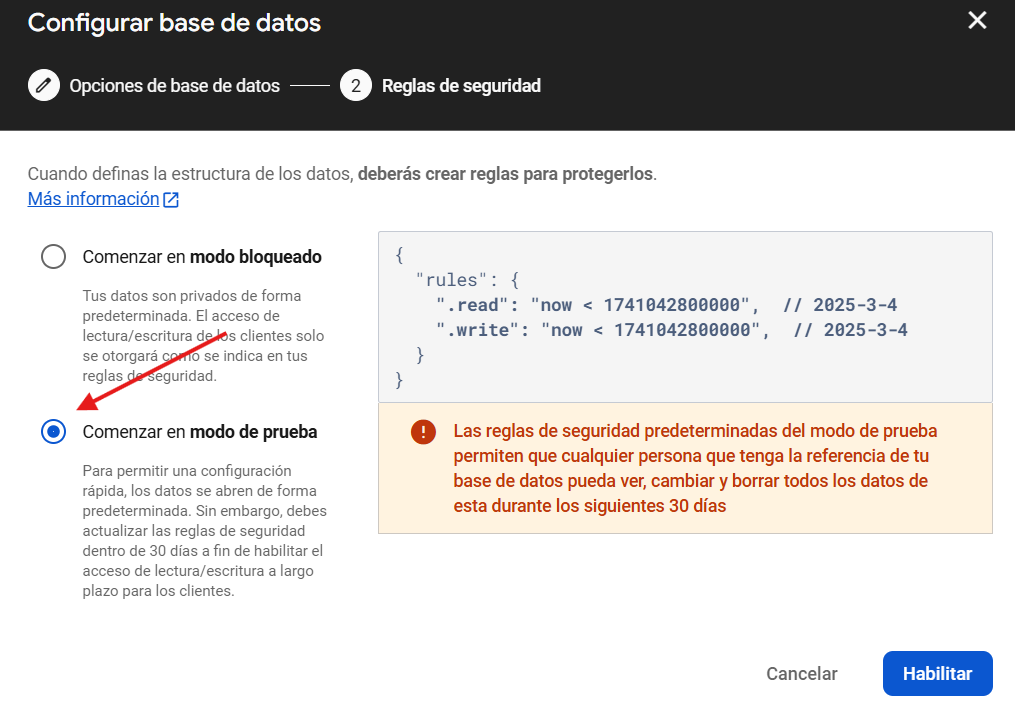 Configurar base de datos
Opciones de base de datos
2 Reglas de seguridad
Cuando definas la estructura de los datos, deberás crear reglas para protegerlos.
Más información
Comenzar en modo bloqueado
Tus datos son privados de forma
predeterminada. El acceso de
lectura/escritura de los clientes solo
se otorgará como se indica en tus
reglas de seguridad.
Comenzar en modo de prueba
Para permitir una configuración
rápida, los datos se abren de forma
predeterminada. Sin embargo, debes
actualizar las reglas de seguridad
dentro de 30 días a fin de habilitar el
acceso de lectura/escritura a largo
plazo para los clientes.
{
"rules": {
".read": "now < 1741042800000", // 2025-3-4
".write": "now < 1741042800000", // 2025-3-4
}
}
Las reglas de seguridad predeterminadas del modo de prueba
permiten que cualquier persona que tenga la referencia de tu
base de datos pueda ver, cambiar y borrar todos los datos de
esta durante los siguientes 30 días
Cancelar
Habilitar